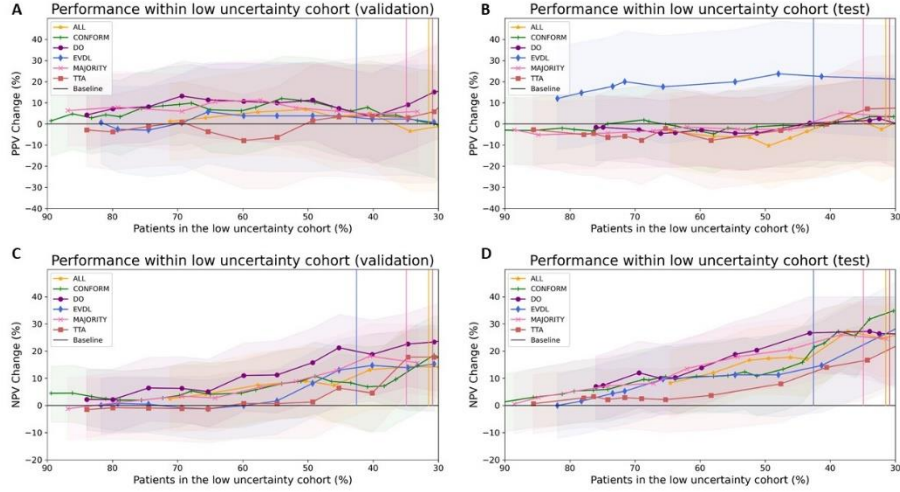 A
Performance within low uncertainty cohort (validation)
PPV Change (%)
40
30
20
10
0
−10
−20
−30
−40
ALL
CONFORM
DO
EVDL
MAJORITY
TTA
Baseline
90
80
70
60
50
40
30
Patients in the low uncertainty cohort (%)
B
Performance within low uncertainty cohort (test)
PPV Change (%)
40
30
20
10
0
−10
−20
−30
−40
ALL
CONFORM
DO
EVDL
MAJORITY
TTA
Baseline
90
80
70
60
50
40
30
Patients in the low uncertainty cohort (%)
C
Performance within low uncertainty cohort (validation)
NPV Change (%)
40
30
20
10
0
−10
−20
ALL
CONFORM
DO
EVDL
MAJORITY
TTA
Baseline
90
80
70
60
50
40
30
Patients in the low uncertainty cohort (%)
D
Performance within low uncertainty cohort (test)
NPV Change (%)
40
30
20
10
0
−10
−20
ALL
CONFORM
DO
EVDL
MAJORITY
TTA
Baseline
90
80
70
60
50
40
30
Patients in the low uncertainty cohort (%)